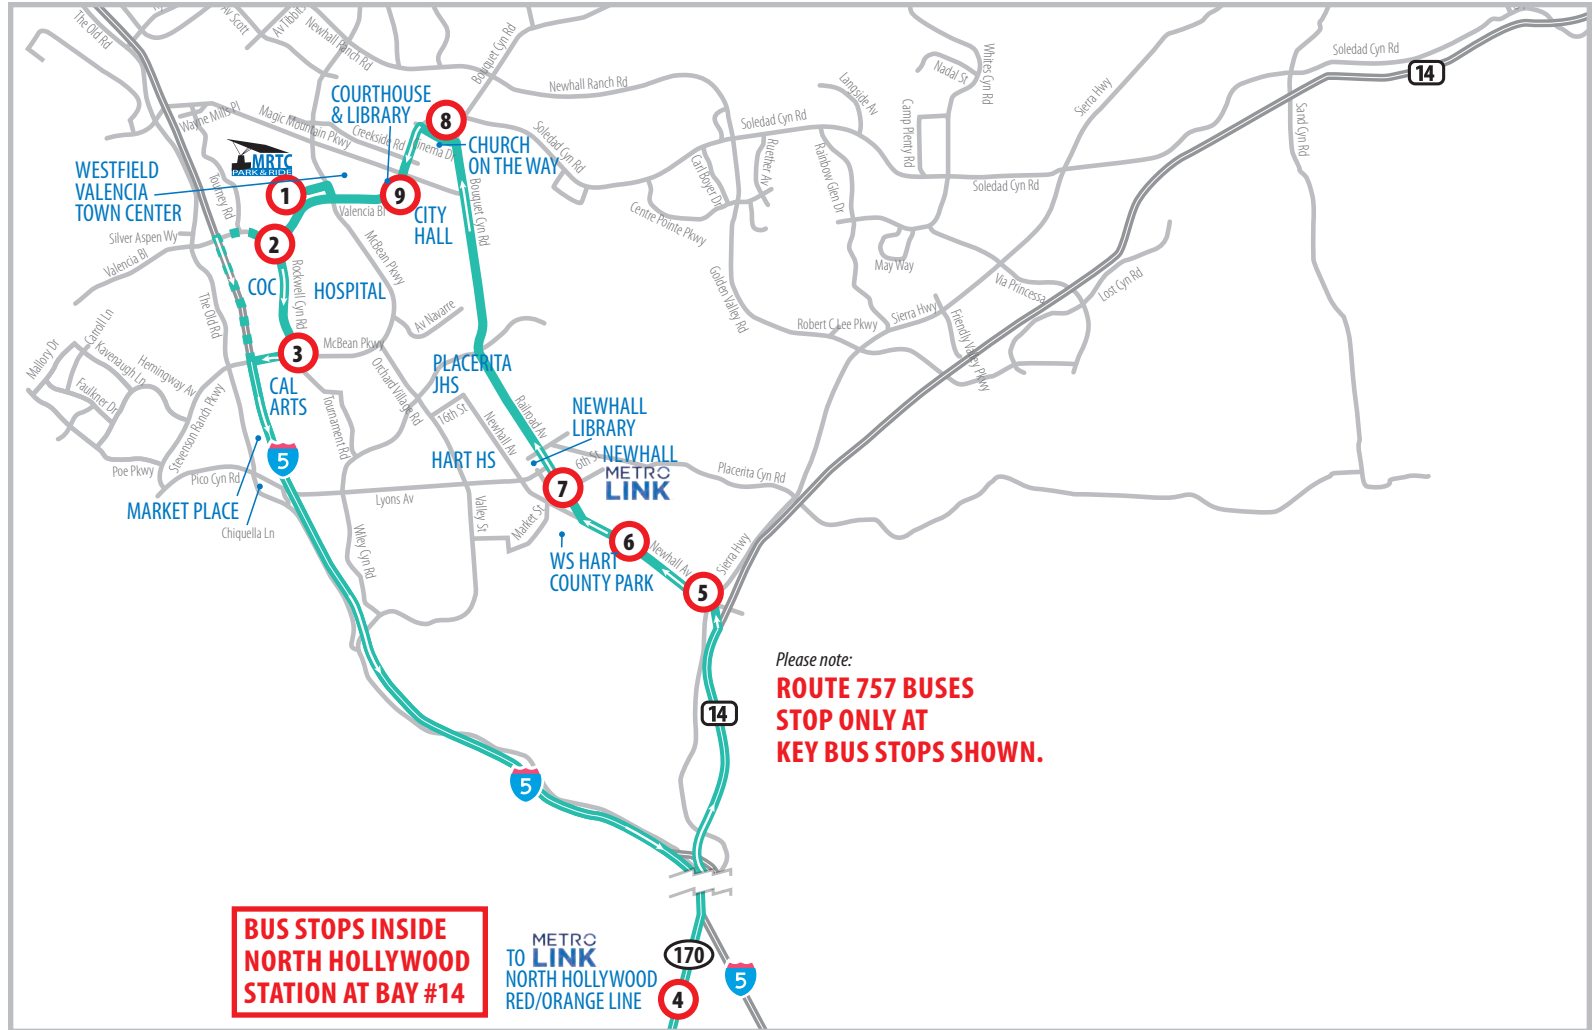 The Old Rd
Av Scott
Av Tibbitts
Newhall Ranch Rd
Bouquet Cyn Rd
Newhall Ranch Rd
Whites Cyn Rd
Nadal St
Langside Av
Camp Plenty Rd
Sierra Hwy
Soledad Cyn Rd
14
Sand Cyn Rd
Wayne Mills Pl
Magic Mountain Pkwy
COURTHOUSE
& LIBRARY
Creekside Rd
8
CHURCH
ON THE WAY
Soledad Cyn Rd
Soledad Cyn Rd
Ruether Av
Carl Boyer Dr
Rainbow Glen Dr
Soledad Cyn Rd
MRTC
PARK & RIDE
WESTFIELD
VALENCIA
TOWN CENTER
Tourney Rd
1
9
CITY
HALL
Valencia Bl
Bouquet Cyn Rd
Centre Pointe Pkwy
Silver Aspen Wy
Valencia Bl
2
McBean Pkwy
COC
Rockwell Cyn Rd
HOSPITAL
The Old Rd
Av Navarre
May Way
Golden Valley Rd
Via Princessa
Lost Cyn Rd
Robert C Lee Pkwy
Sierra Hwy
Friendly Valley Pkwy
Mallory Dr
Carroll Ln
Kavenaugh Ln
Hemingway Av
Faulkner Dr
3
McBean Pkwy
CAL
ARTS
PLACERITA
JHS
Orchard Village Rd
Stevenson Ranch Pkwy
Tournament Rd
16th St
Newhall Av
Railroad Av
NEWHALL
LIBRARY
5
HART HS
6th St
NEWHALL
METRO
LINK
Placerita Cyn Rd
Poe Pkwy
Pico Cyn Rd
MARKET PLACE
Chiquella Ln
Lyons Av
Valley St
Market St
7
Wiley Cyn Rd
WS HART
COUNTY PARK
6
Newhall Av
Sierra Hwy
5
Please note:
ROUTE 757 BUSES
STOP ONLY AT
KEY BUS STOPS SHOWN.
14
5
BUS STOPS INSIDE
NORTH HOLLYWOOD
STATION AT BAY #14
METRO
TO LINK
NORTH HOLLYWOOD
RED/ORANGE LINE
170
4
5